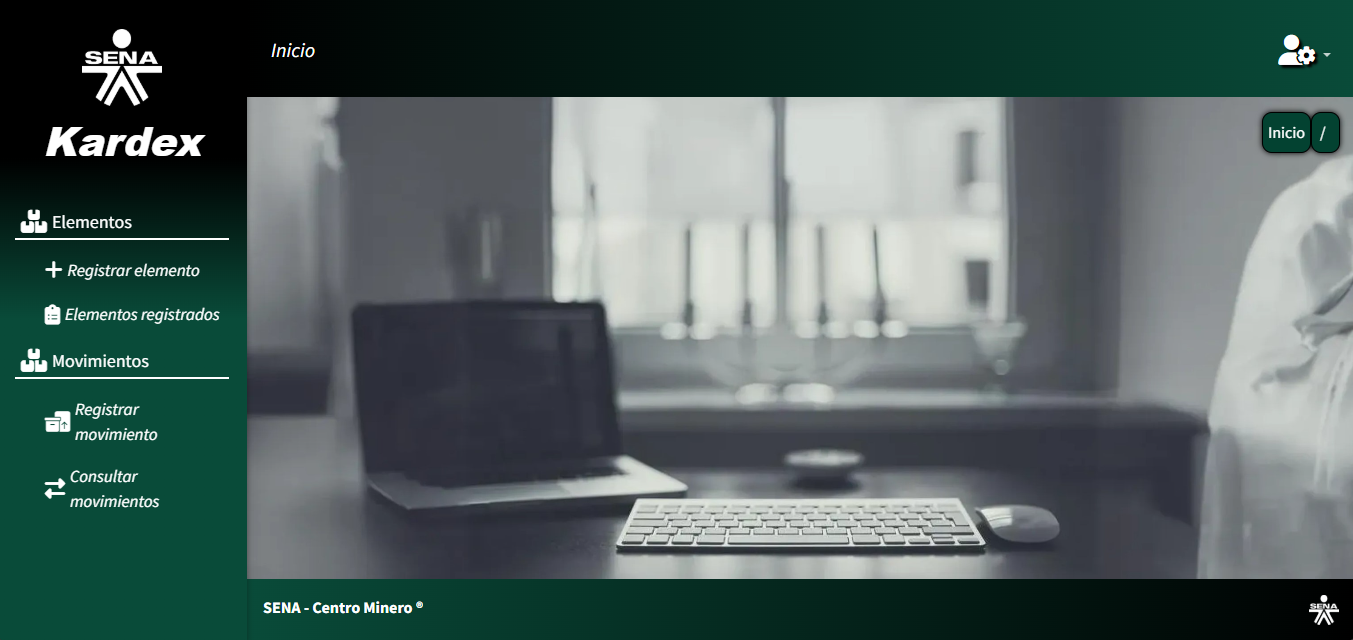 SENA
Kardex
Elementos
Registrar elemento
Elementos registrados
Movimientos
Registrar
movimiento
Consultar
movimientos
Inicio
Inicio /
SENA - Centro Minero ®
SENA